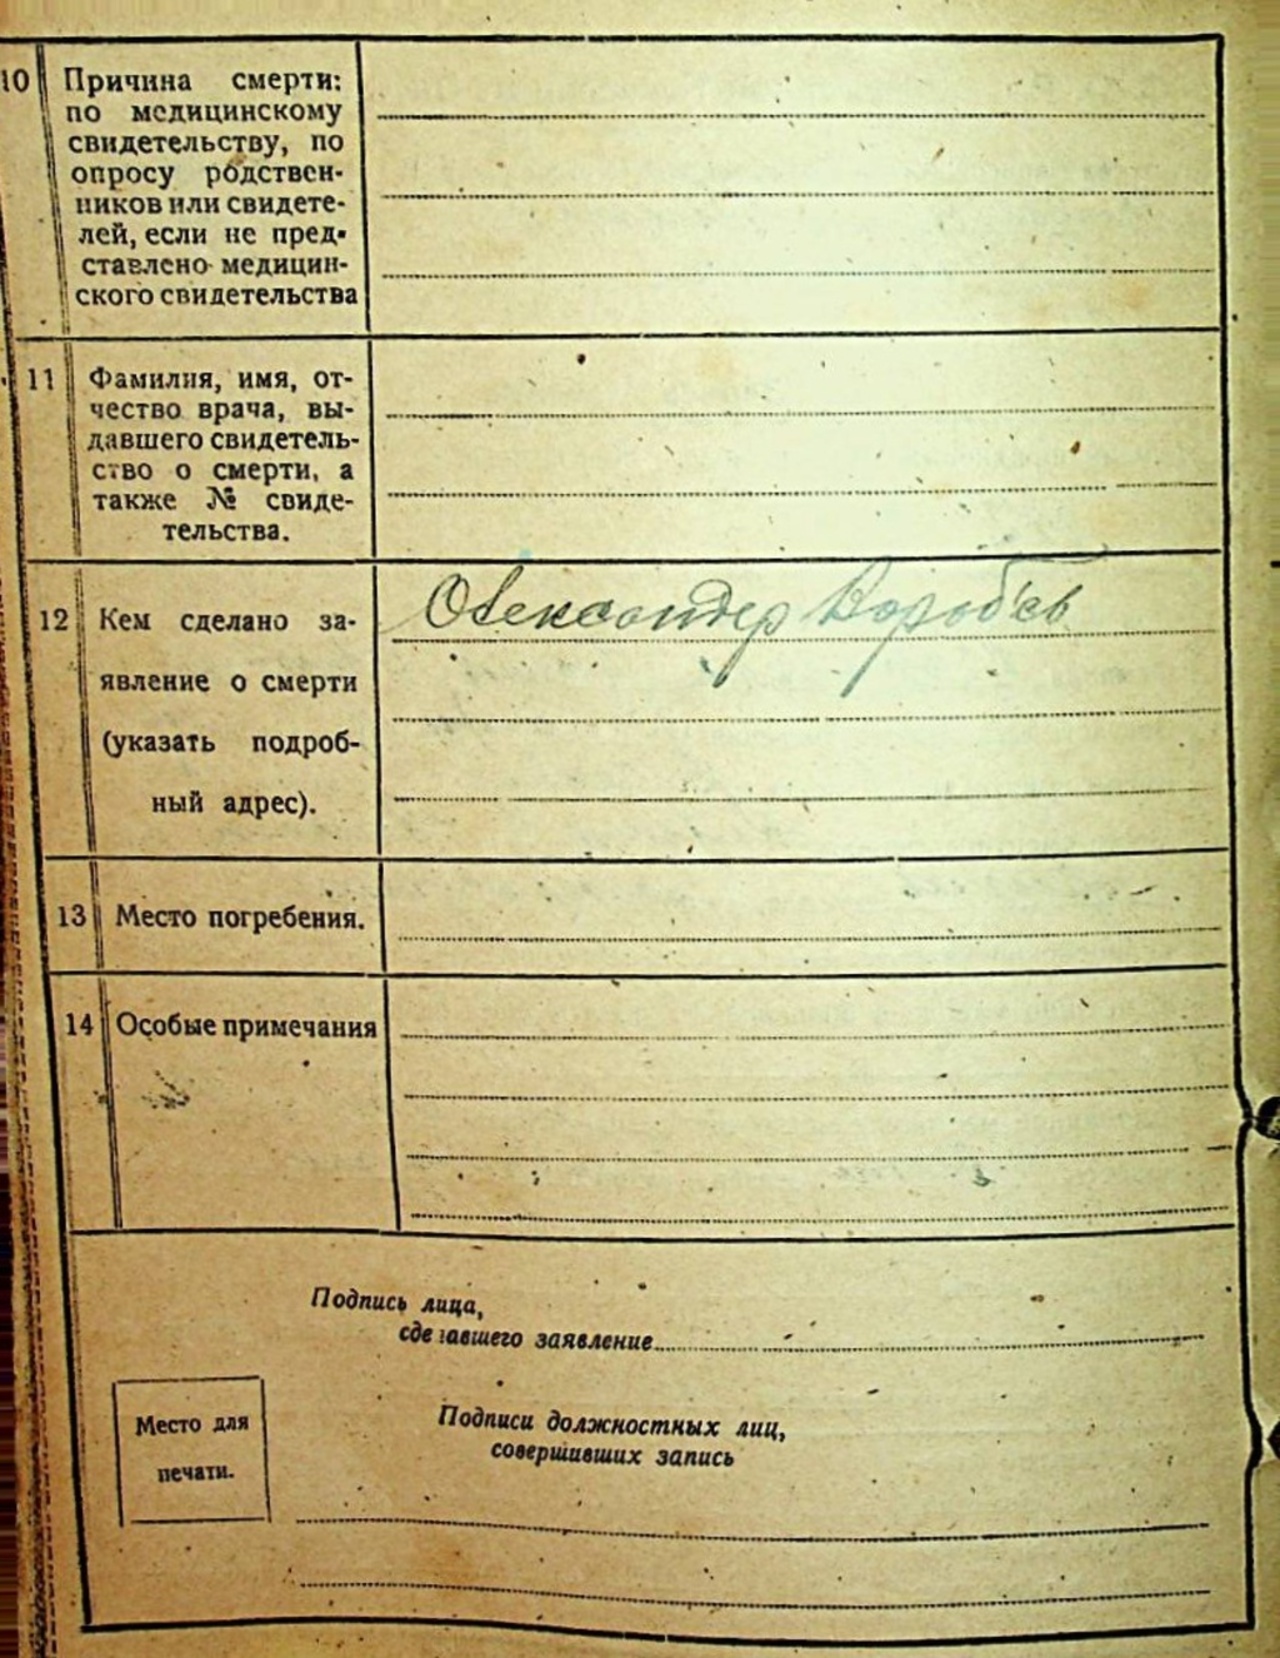 10 Причина смерти:
по медицинскому
свидетельству, по
опросу родствен-
ников или свидете-
лей, если не пред-
ставлено медицин-
ского свидетельства
11 Фамилия, имя, от-
чество врача, вы-
давшего свидетель-
ство о смерти, а
также № свиде-
тельства.
Олександер Вороб'ев
12 Кем сделано за-
явление о смерти
(указать подроб-
ный адрес).
13 Место погребения.
14 Особые примечания
Подпись лица,
сделавшего заявление
Место для
печати.
Подписи должностных лиц,
совершивших запись